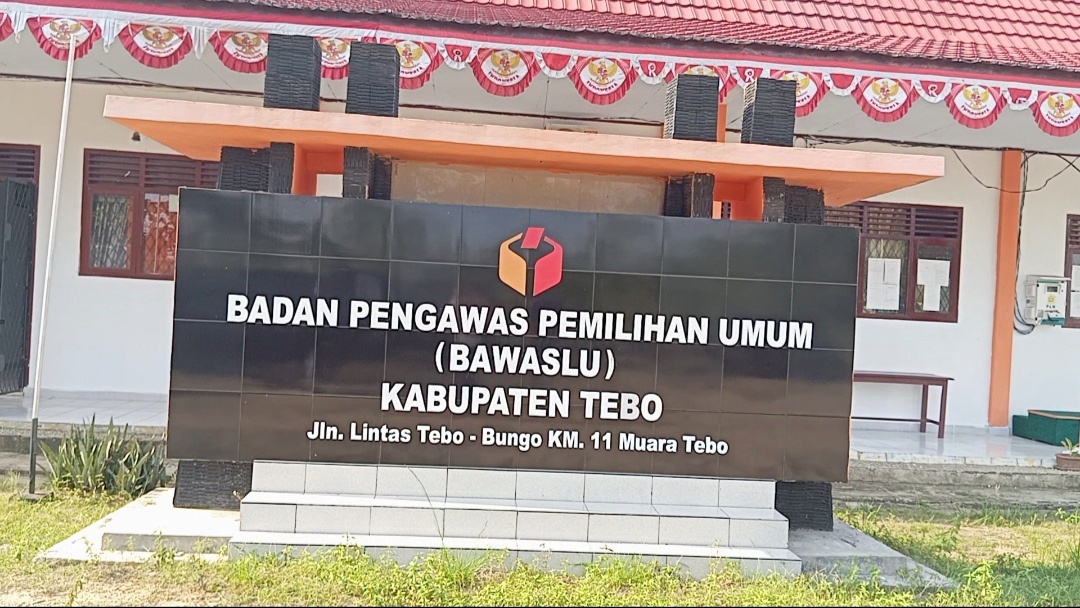 BADAN PENGAWAS PEMILIHAN UMUM
(BAWASLU)
KABUPATEN TEBO
Jln. Lintas Tebo - Bungo KM. 11 Muara Tebo